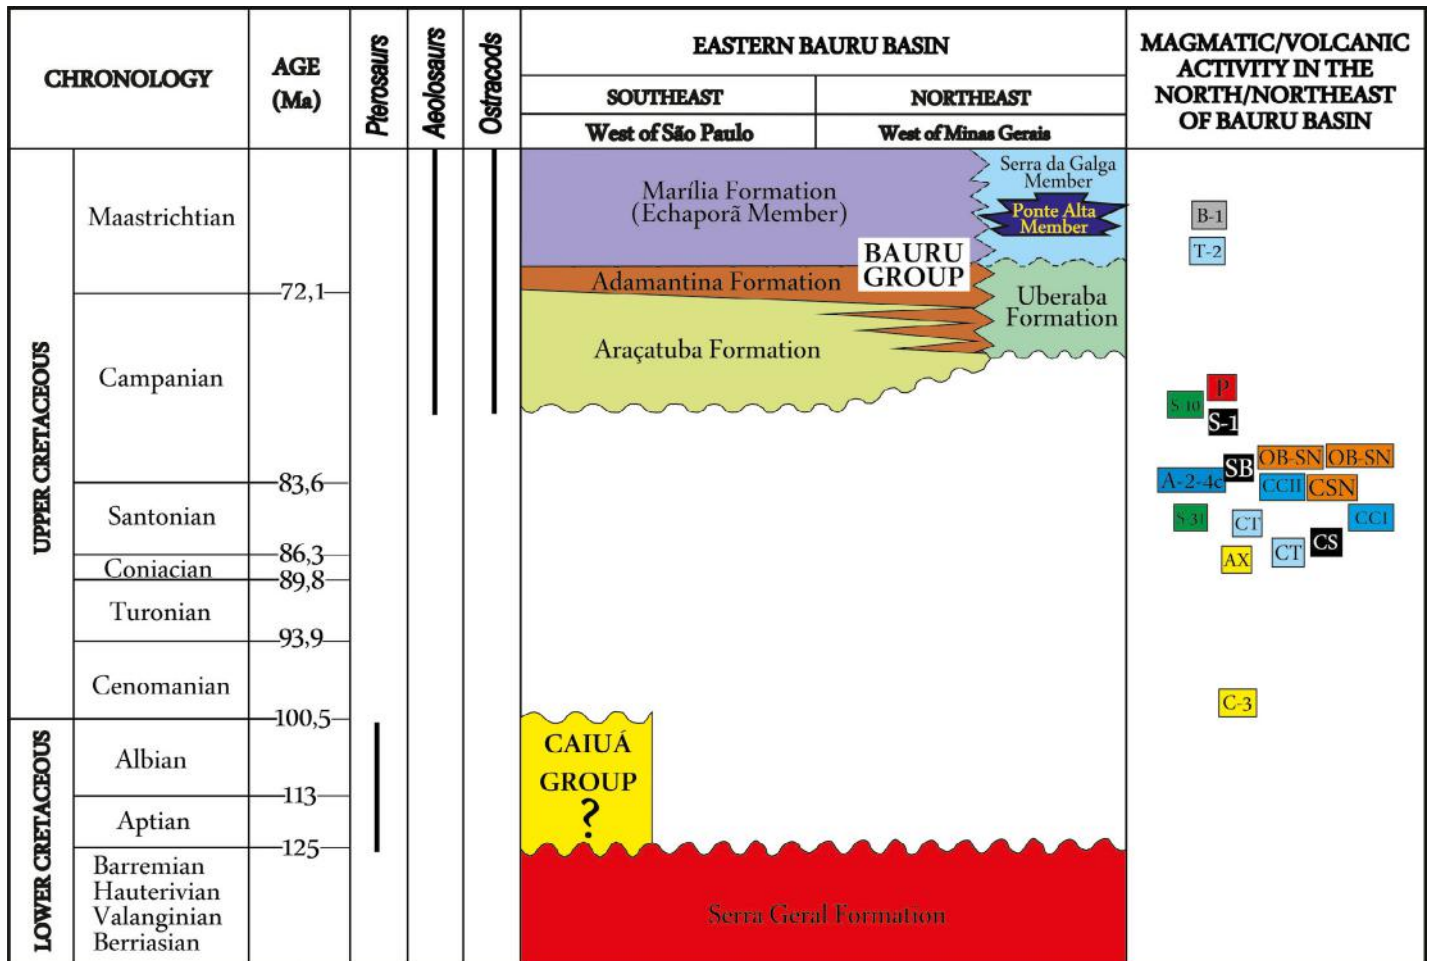 CHRONOLOGY
AGE
(Ma)
Pterosaurs
Aeolosaurs
Ostracods
EASTERN BAURU BASIN
SOUTHEAST
NORTHEAST
West of São Paulo
West of Minas Gerais
MAGMATIC/VOLCANIC
ACTIVITY IN THE
NORTH/NORTHEAST
OF BAURU BASIN
UPPER CRETACEOUS
Maastrichtian
72,1
Campanian
83,6
Santonian
86,3
Coniacian
89,8
Turonian
93,9
Cenomanian
100,5
LOWER CRETACEOUS
Albian
113
Aptian
125
Barremian
Hauterivian
Valanginian
Berriasian
Marília Formation
(Echaporã Member)
Serra da Galga
Member
Ponte Alta
Member
BAURU
GROUP
Adamantina Formation
Uberaba
Formation
Araçatuba Formation
CAIUÁ
GROUP
?
Serra Geral Formation
B-1
T-2
P
S-10
S-1
OB-SN
OB-SN
SB
A-2-4c
CCII
CSN
S-31
CT
CCI
CS
CT
AX
C-3